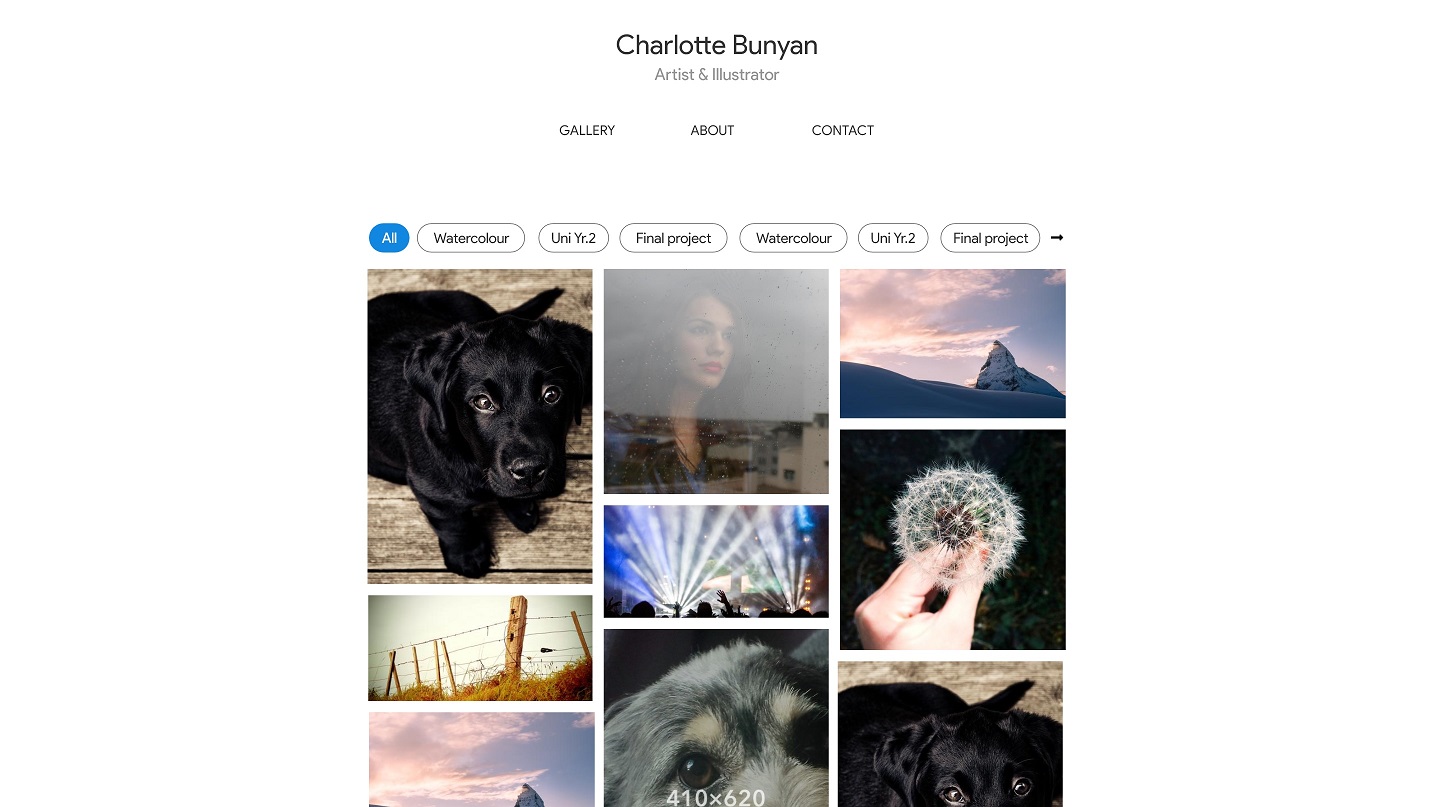 Charlotte Bunyan
Artist & Illustrator
GALLERY ABOUT CONTACT
All Watercolour Uni Yr.2 Final project Watercolour Uni Yr.2 Final project
410×620